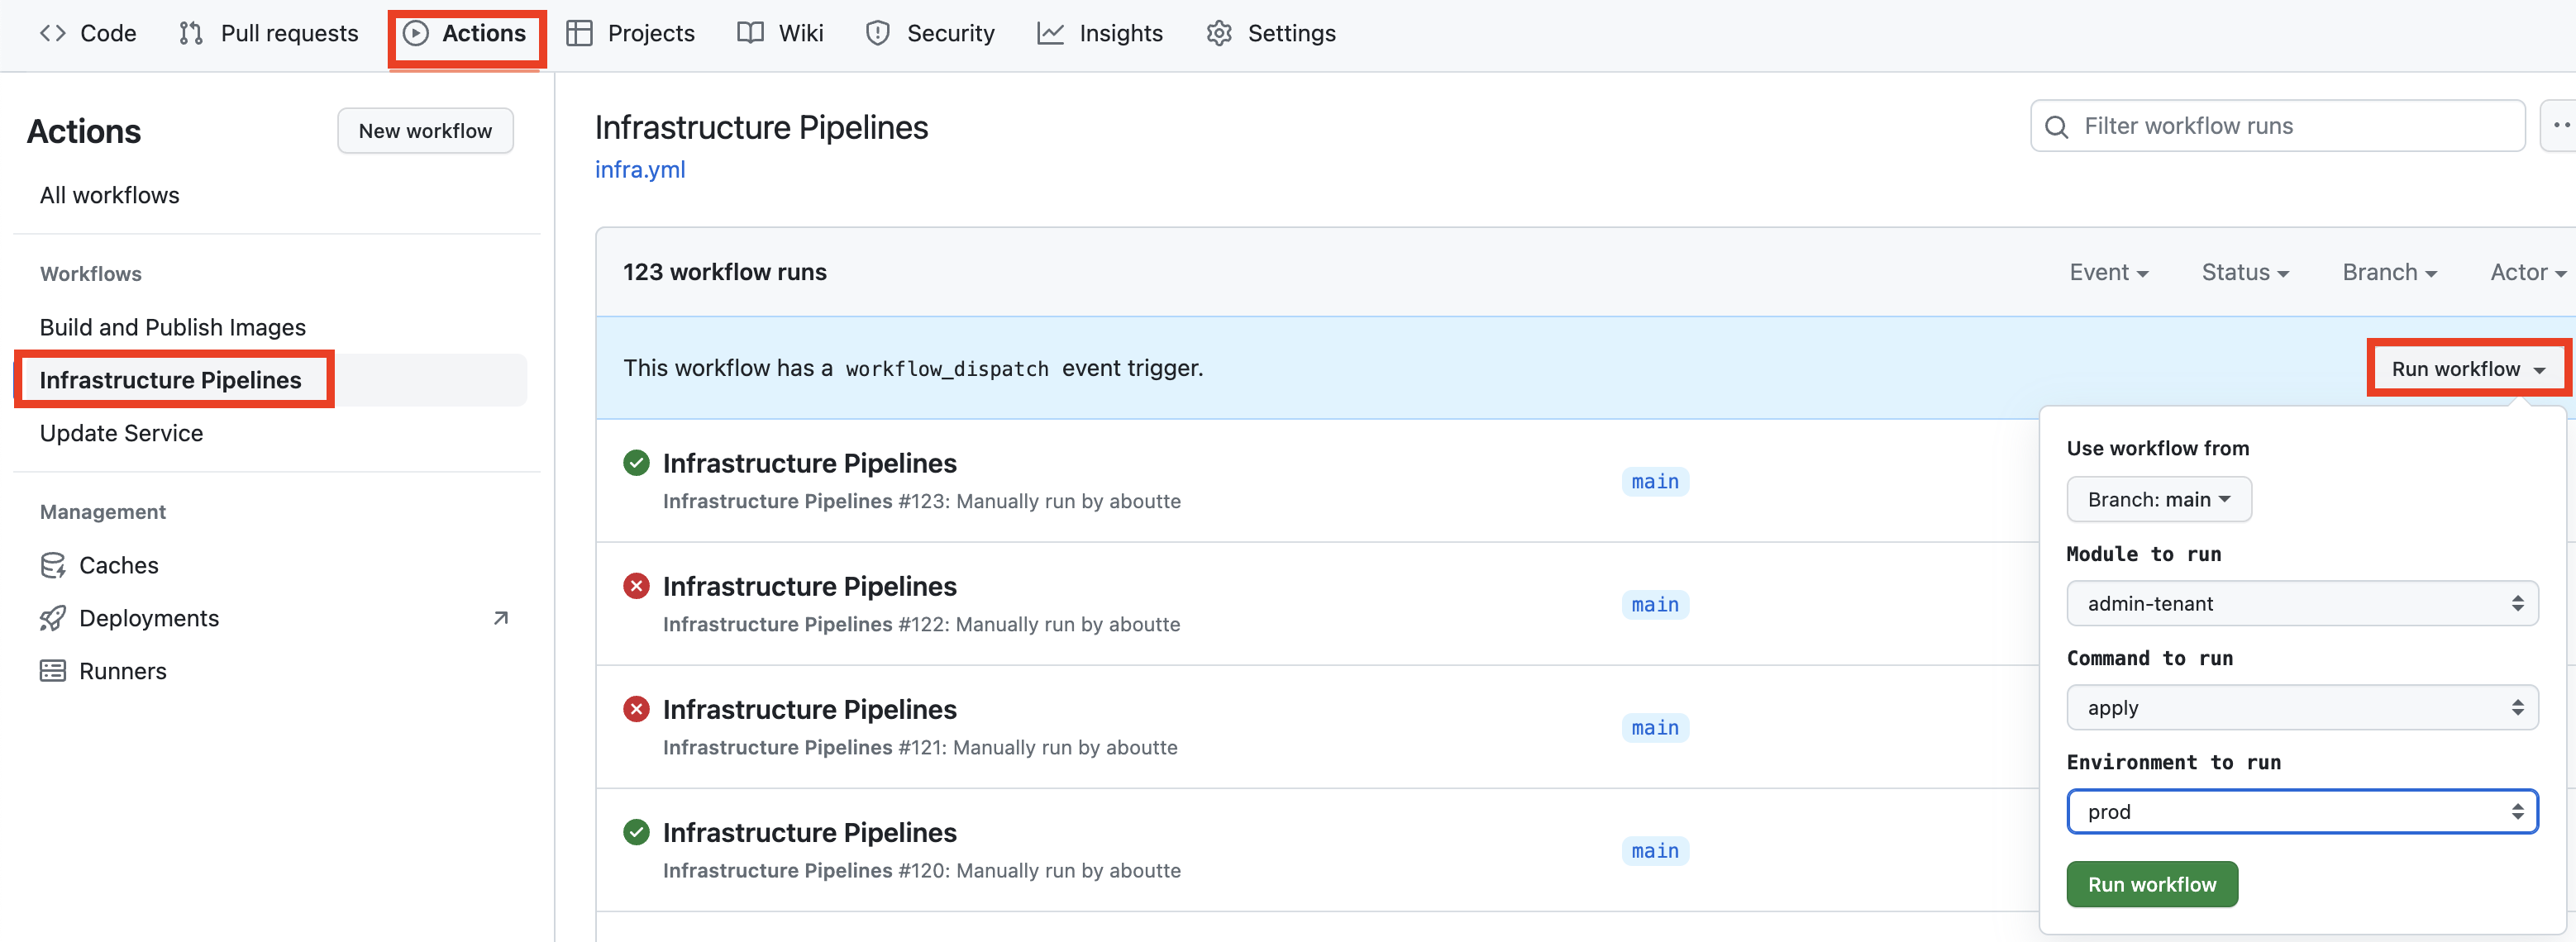 Code Pull requests Actions Projects Wiki Security Insights Settings
Actions
New workflow
All workflows
Workflows
Build and Publish Images
Infrastructure Pipelines
Update Service
Management
Caches
Deployments
Runners
Infrastructure Pipelines
infra.yml
Filter workflow runs
123 workflow runs
Event Status Branch Actor
This workflow has a workflow_dispatch event trigger.
Run workflow
Infrastructure Pipelines
Infrastructure Pipelines #123: Manually run by aboutte
main
Infrastructure Pipelines
Infrastructure Pipelines #122: Manually run by aboutte
main
Infrastructure Pipelines
Infrastructure Pipelines #121: Manually run by aboutte
main
Infrastructure Pipelines
Infrastructure Pipelines #120: Manually run by aboutte
main
Use workflow from
Branch: main
Module to run
admin-tenant
Command to run
apply
Environment to run
prod
Run workflow